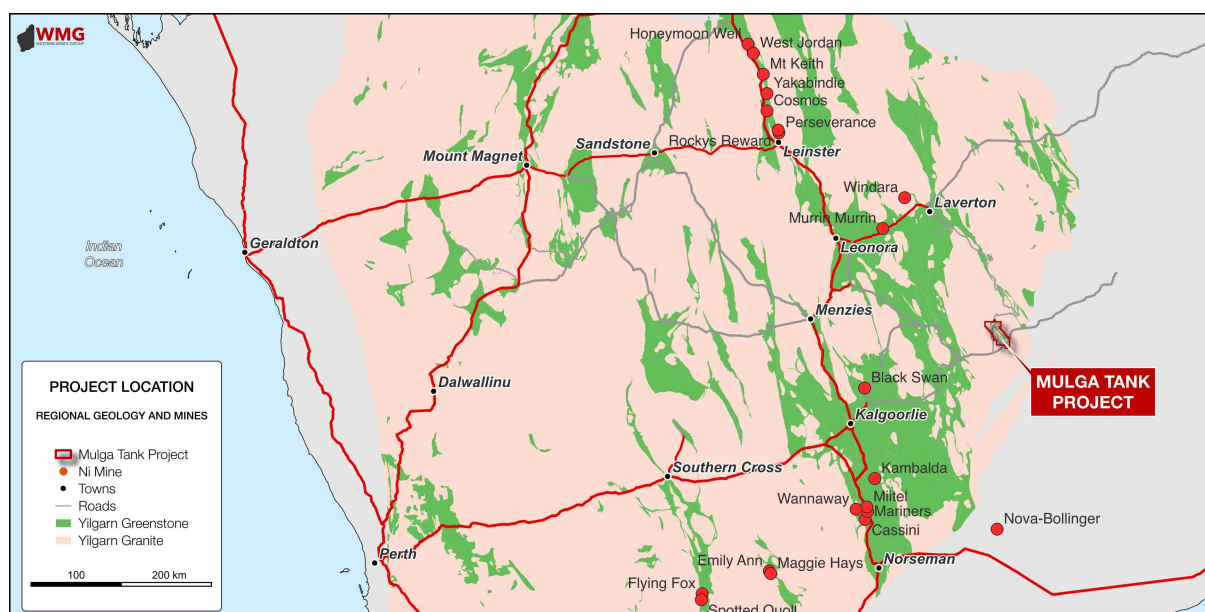 WMG
WESTERN MINES GROUP
Honeymoon Well
West Jordan
Mt Keith
Yakabindie
Cosmos
Perseverance
Rockys Reward
Leinster
Sandstone
Mount Magnet
Windara
Laverton
Murrin Murrin
Leonora
Geraldton
Indian
Ocean
Menzies
MULGA TANK
PROJECT
Dalwallinu
Black Swan
Kalgoorlie
Southern Cross
Kambalda
Wannaway
Miitel
Mariners
Cassini
Nova-Bollinger
Perth
Emily Ann
Maggie Hays
Norseman
Flying Fox
Spotted Quoll
PROJECT LOCATION
REGIONAL GEOLOGY AND MINES
Mulga Tank Project
Ni Mine
Towns
Roads
Yilgarn Greenstone
Yilgarn Granite
100 200 km